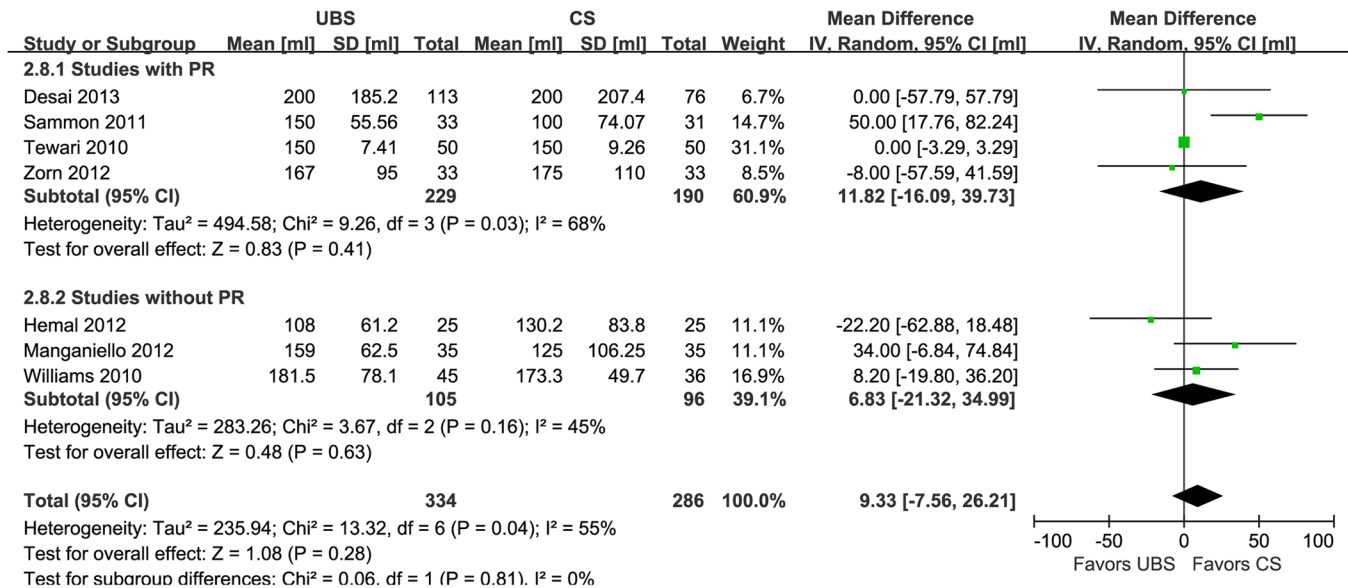 UBS CS Mean Difference Mean Difference
Study or Subgroup Mean [ml] SD [ml] Total Mean [ml] SD [ml] Total Weight IV, Random, 95% CI [ml] IV, Random, 95% CI [ml]
2.8.1 Studies with PR
Desai 2013 200 185.2 113 200 207.4 76 6.7% 0.00 [-57.79, 57.79]
Sammon 2011 150 55.56 33 100 74.07 31 14.7% 50.00 [17.76, 82.24]
Tewari 2010 150 7.41 50 150 9.26 50 31.1% 0.00 [-3.29, 3.29]
Zorn 2012 167 95 33 175 110 33 8.5% -8.00 [-57.59, 41.59]
Subtotal (95% CI) 229 190 60.9% 11.82 [-16.09, 39.73]
Heterogeneity: Tau² = 494.58; Chi² = 9.26, df = 3 (P = 0.03); I² = 68%
Test for overall effect: Z = 0.83 (P = 0.41)
2.8.2 Studies without PR
Hemal 2012 108 61.2 25 130.2 83.8 25 11.1% -22.20 [-62.88, 18.48]
Manganiello 2012 159 62.5 35 125 106.25 35 11.1% 34.00 [-6.84, 74.84]
Williams 2010 181.5 78.1 45 173.3 49.7 36 16.9% 8.20 [-19.80, 36.20]
Subtotal (95% CI) 105 96 39.1% 6.83 [-21.32, 34.99]
Heterogeneity: Tau² = 283.26; Chi² = 3.67, df = 2 (P = 0.16); I² = 45%
Test for overall effect: Z = 0.48 (P = 0.63)
Total (95% CI) 334 286 100.0% 9.33 [-7.56, 26.21]
Heterogeneity: Tau² = 235.94; Chi² = 13.32, df = 6 (P = 0.04); I² = 55%
Test for overall effect: Z = 1.08 (P = 0.28)
Test for subgroup differences: Chi² = 0.06, df = 1 (P = 0.81), I² = 0%
-100 -50 0 50 100
Favors UBS Favors CS